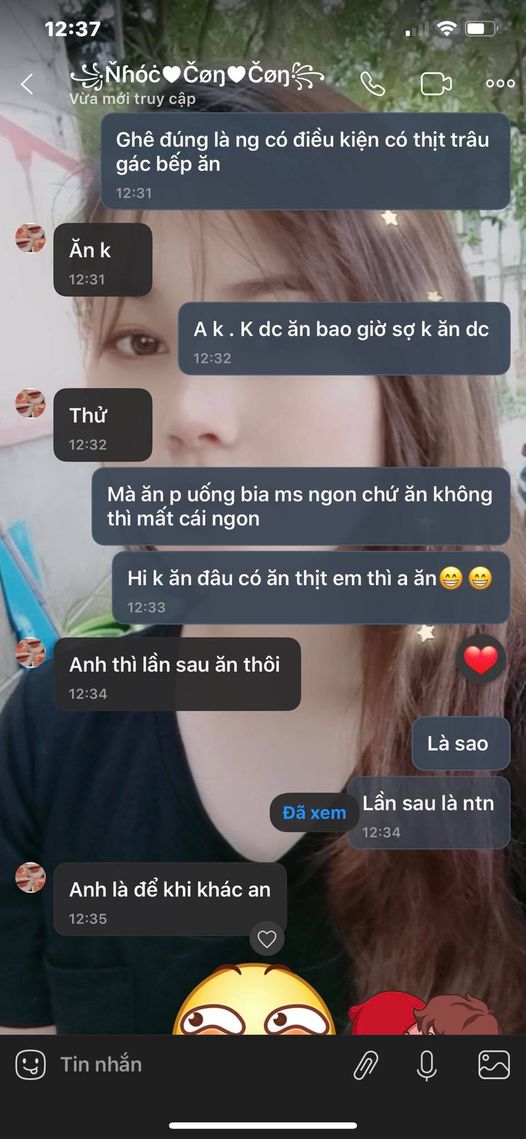 12:37
꧁Ňɦóċ♥Čøŋ♥Čøŋ꧂
Vừa mới truy cập
Ghê đúng là ng có điều kiện có thịt trâu
gác bếp ăn
12:31
Ăn k
12:31
A k . K dc ăn bao giờ sợ k ăn dc
12:32
Thử
12:32
Mà ăn p uống bia ms ngon chứ ăn không
thì mất cái ngon
Hi k ăn đâu có ăn thịt em thì a ăn😁😁
12:33
Anh thì lần sau ăn thôi
12:34
Là sao
Đã xem
Lần sau là ntn
12:34
Anh là để khi khác an
12:35
Tin nhắn